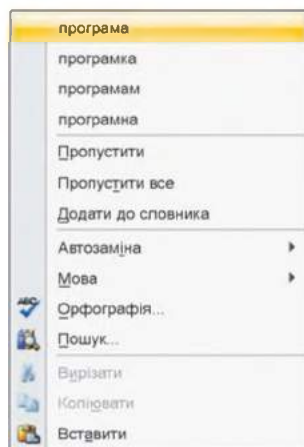 програма
програмка
програмам
програмна
Пропустити
Пропустити все
Додати до словника
Автозаміна
Мова
Орфографія...
Пошук...
Вирізати
Копіювати
Вставити